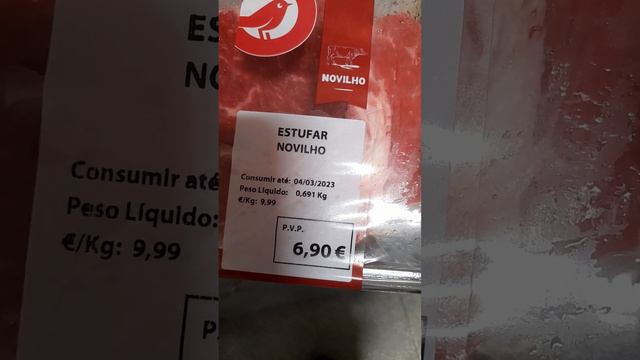 NOVILHO
ESTUFAR
NOVILHO
Consumir até: 04/03/2023
Peso Líquido: 0,691 Kg
€/Kg: 9,99
P.V.P.
6,90 €
ES
NO
Consumir até
Peso Líquido:
€/Kg: 9,99
P.